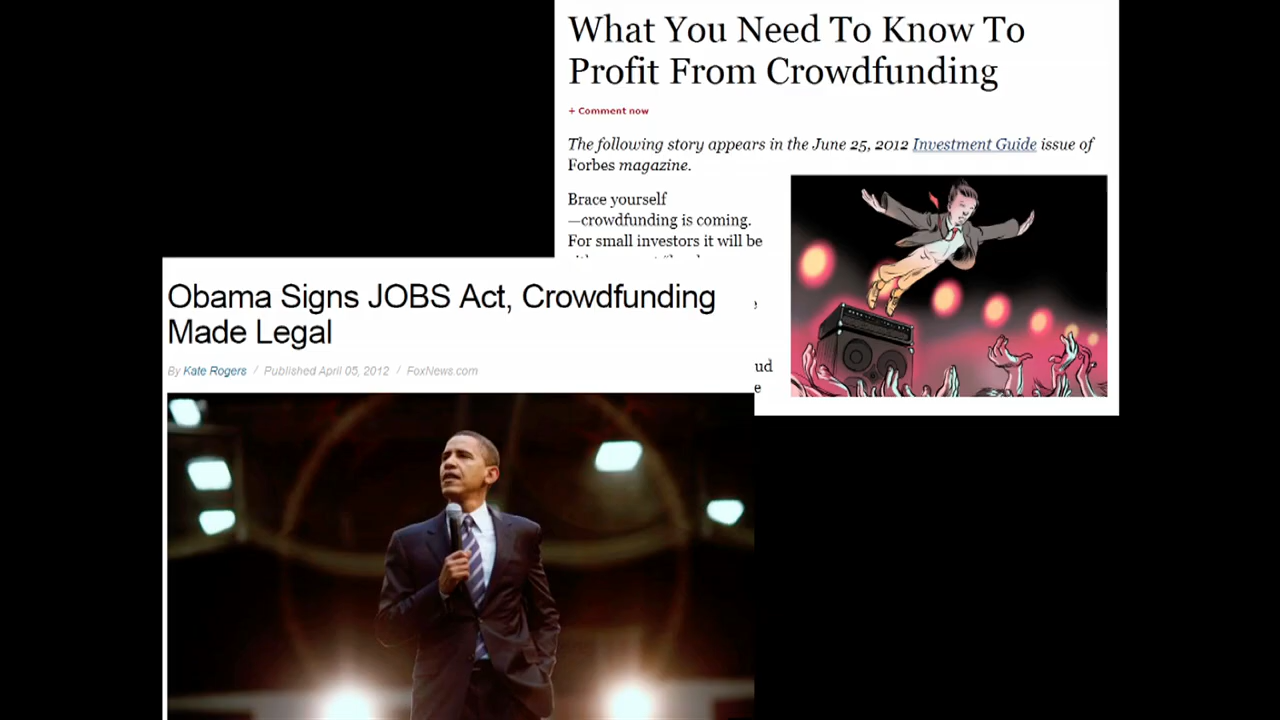 What You Need To Know To
Profit From Crowdfunding
+ Comment now
The following story appears in the June 25, 2012 Investment Guide issue of
Forbes magazine.
Brace yourself
—crowdfunding is coming.
For small investors it will be
ud
e
Obama Signs JOBS Act, Crowdfunding
Made Legal
By Kate Rogers / Published April 05, 2012 / FoxNews.com